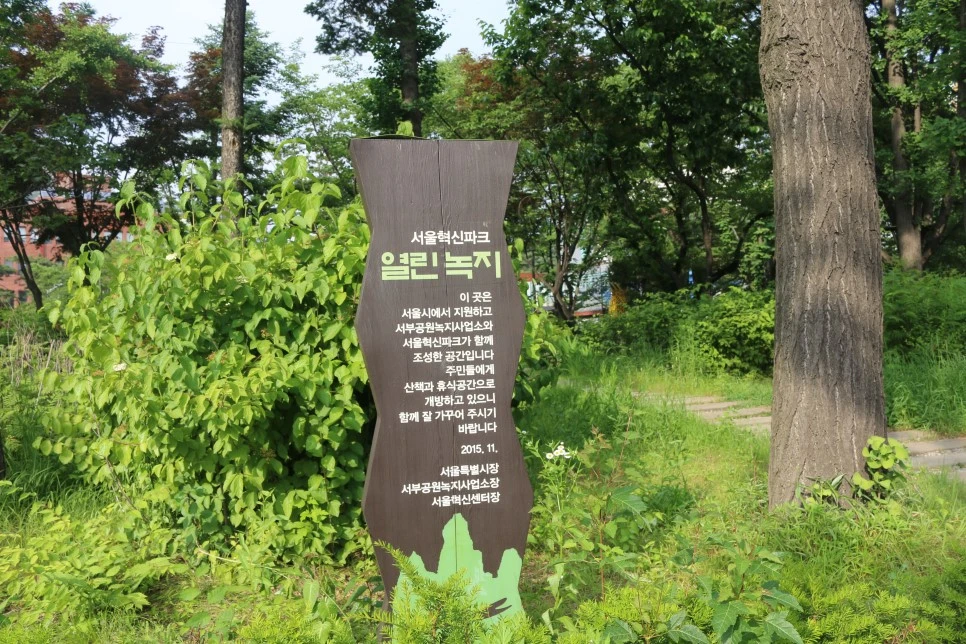 서울혁신파크
열린 녹지
이 곳은
서울시에서 지원하고
서부공원녹지사업소와
서울혁신파크가 함께
조성한 공간입니다
주민들에게
산책과 휴식공간으로
개방하고 있으니
함께 잘 가꾸어 주시기
바랍니다
2015. 11.
서울특별시장
서부공원녹지사업소장
서울혁신센터장